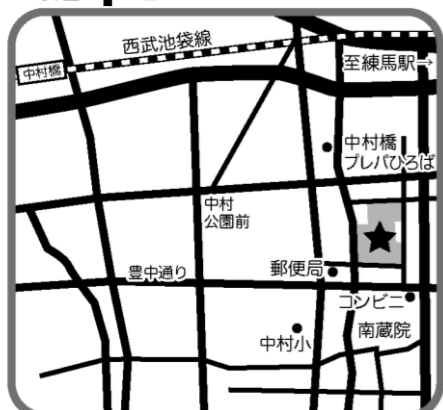 西武池袋線
中村橋
至練馬駅→
中村橋
プレパひろば
中村
公園前
豊中通り
郵便局
コンビニ
南蔵院
中村小